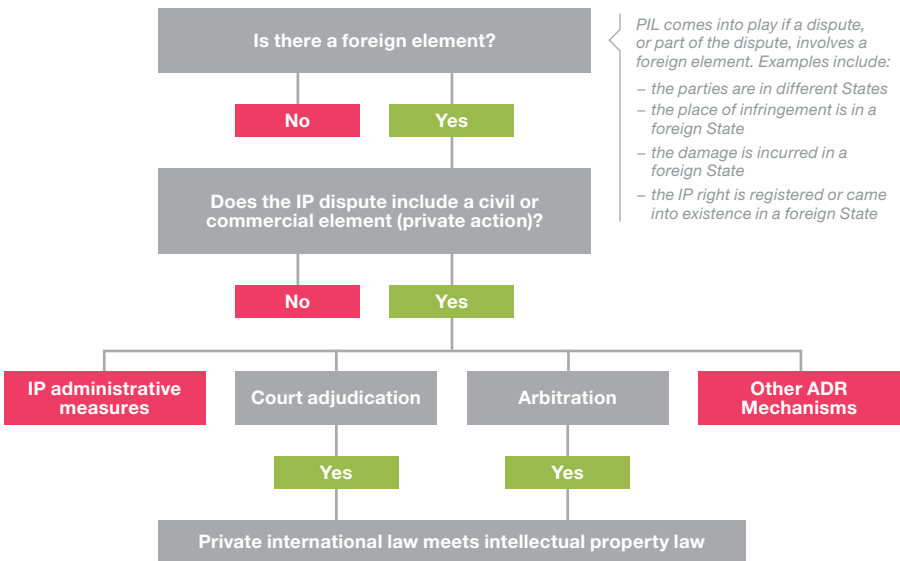 Is there a foreign element?
PIL comes into play if a dispute,
or part of the dispute, involves a
foreign element. Examples include:
– the parties are in different States
– the place of infringement is in a
foreign State
– the damage is incurred in a
foreign State
– the IP right is registered or came
into existence in a foreign State
No
Yes
Does the IP dispute include a civil or
commercial element (private action)?
No
Yes
IP administrative
measures
Court adjudication
Arbitration
Other ADR
Mechanisms
Yes
Yes
Private international law meets intellectual property law